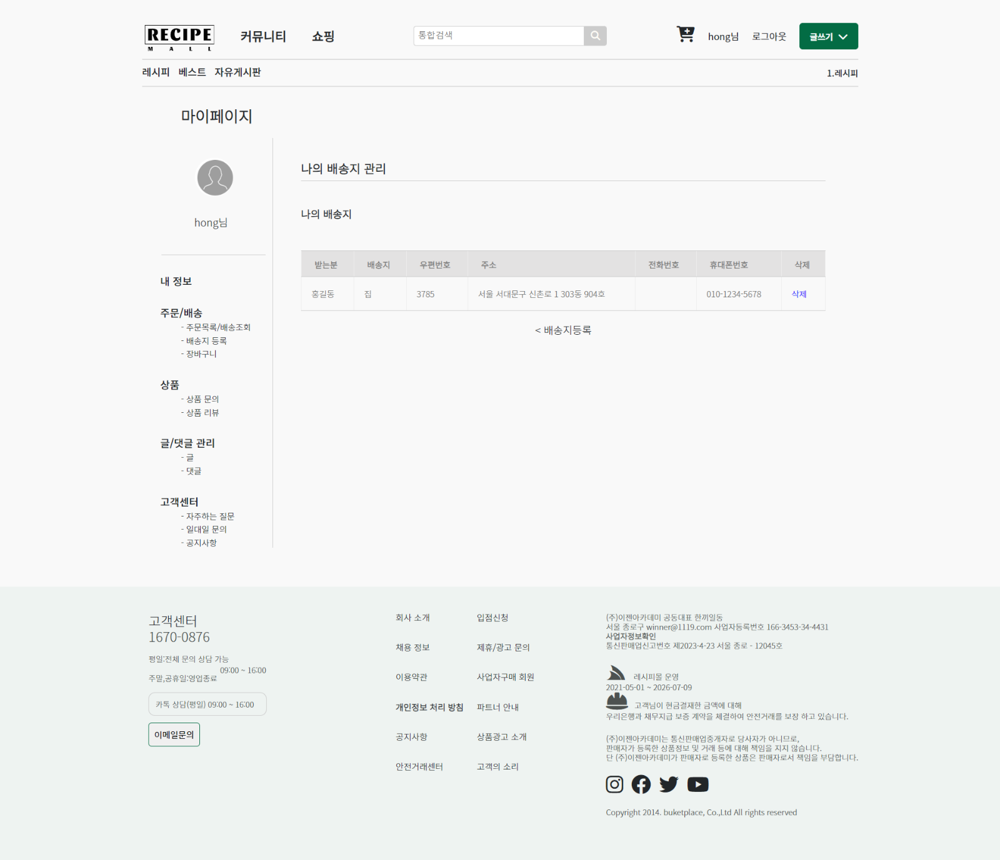 RECIPE
MALL
커뮤니티 쇼핑
통합검색
hong님 로그아웃 글쓰기
레시피 베스트 자유게시판
1.레시피
마이페이지
hong님
내 정보
주문/배송
- 주문목록/배송조회
- 배송지 등록
- 장바구니
상품
- 상품 문의
- 상품 리뷰
글/댓글 관리
- 글
- 댓글
고객센터
- 자주하는 질문
- 일대일 문의
- 공지사항
나의 배송지 관리
나의 배송지
받는분 배송지 우편번호 주소 전화번호 휴대폰번호 삭제
홍길동 집 3785 서울 서대문구 신촌로 1 303동 904호 010-1234-5678 삭제
< 배송지등록
고객센터
1670-0876
평일:전체 문의 상담 가능
09:00 ~ 16:00
주말,공휴일:영업종료
카톡 상담(평일) 09:00 ~ 16:00
이메일문의
회사 소개 입점신청
채용 정보 제휴/광고 문의
이용약관 사업자구매 회원
개인정보 처리 방침 파트너 안내
공지사항 상품광고 소개
안전거래센터 고객의 소리
(주)이젠아카데미 공동대표 한끼일동
서울 종로구 winner@1119.com 사업자등록번호 166-3453-34-4431
사업자정보확인
통신판매업신고번호 제2023-4-23 서울 종로 - 12045호
레시피몰 운영
2021-05-01 ~ 2026-07-09
고객님이 현금결재한 금액에 대해
우리은행과 채무지급 보증 계약을 체결하여 안전거래를 보장 하고 있습니다.
(주)이젠아카데미는 통신판매업중개자로 당사자가 아니므로,
판매자가 등록한 상품정보 및 거래 등에 대해 책임을 지지 않습니다.
단 (주)이젠아카데미가 판매자로 등록한 상품은 판매자로서 책임을 부담합니다.
Copyright 2014. buketplace, Co.,Ltd All rights reserved